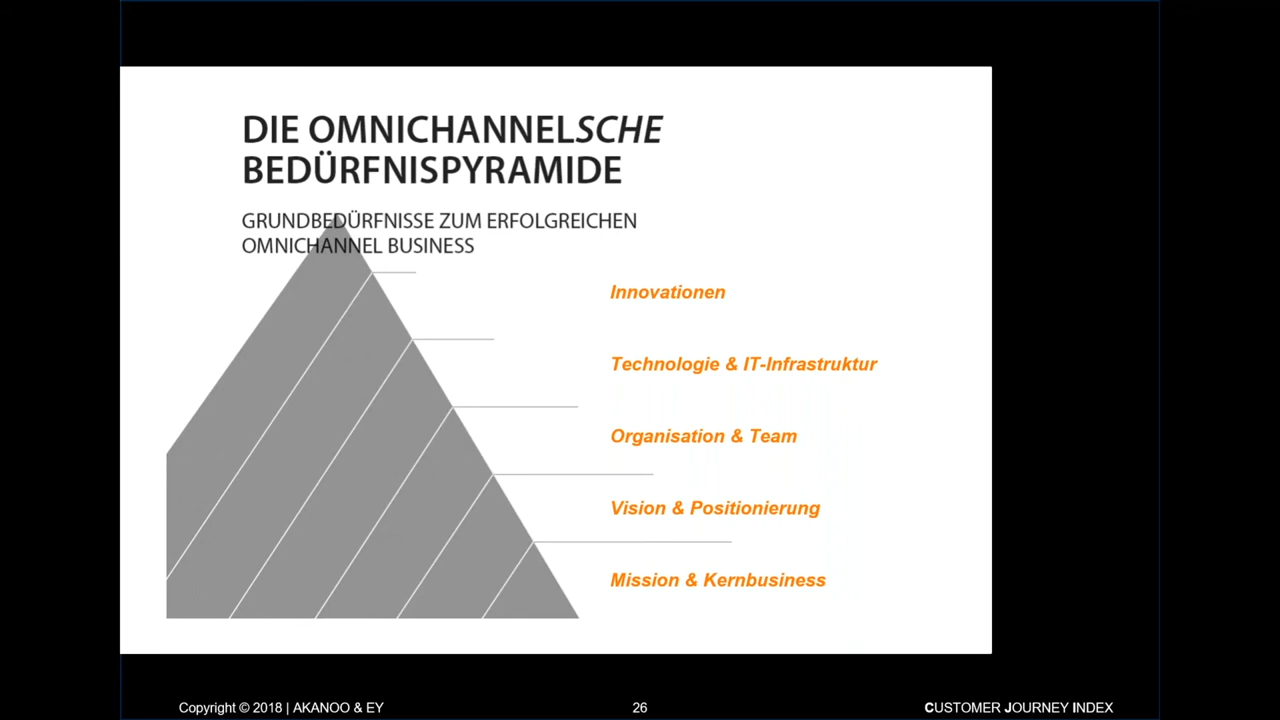 DIE OMNICHANNELSCHE
BEDÜRFNISPYRAMIDE
GRUNDBEDÜRFNISSE ZUM ERFOLGREICHEN
OMNICHANNEL BUSINESS
Innovationen
Technologie & IT-Infrastruktur
Organisation & Team
Vision & Positionierung
Mission & Kernbusiness
Copyright © 2018 | AKANOO & EY
26
CUSTOMER JOURNEY INDEX